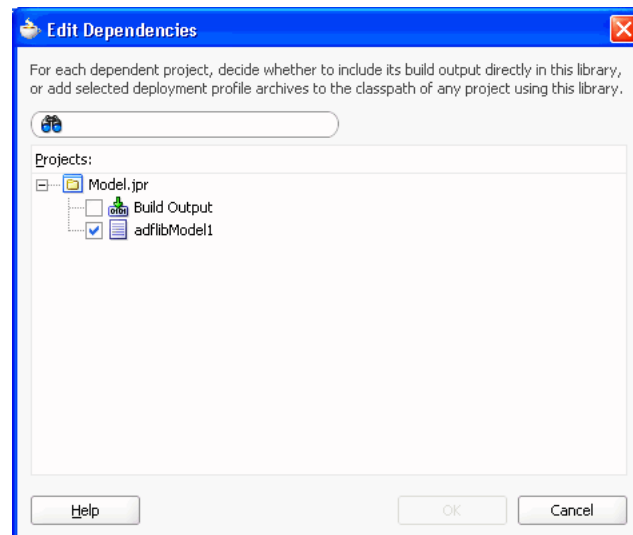 Edit Dependencies
For each dependent project, decide whether to include its build output directly in this library,
or add selected deployment profile archives to the classpath of any project using this library.
Projects:
Model.jpr
Build Output
adflibModel1
Help
OK
Cancel